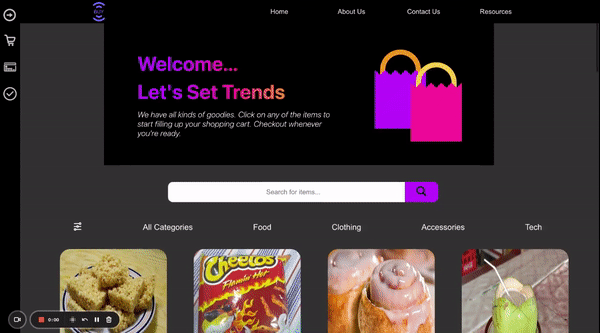 BUY
Home
About Us
Contact Us
Resources
Welcome...
Let's Set Trends
We have all kinds of goodies. Click on any of the items to
start filling up your shopping cart. Checkout whenever
you're ready.
Search for items...
All Categories
Food
Clothing
Accessories
Tech
Cheetos
Flamin' Hot
0:00